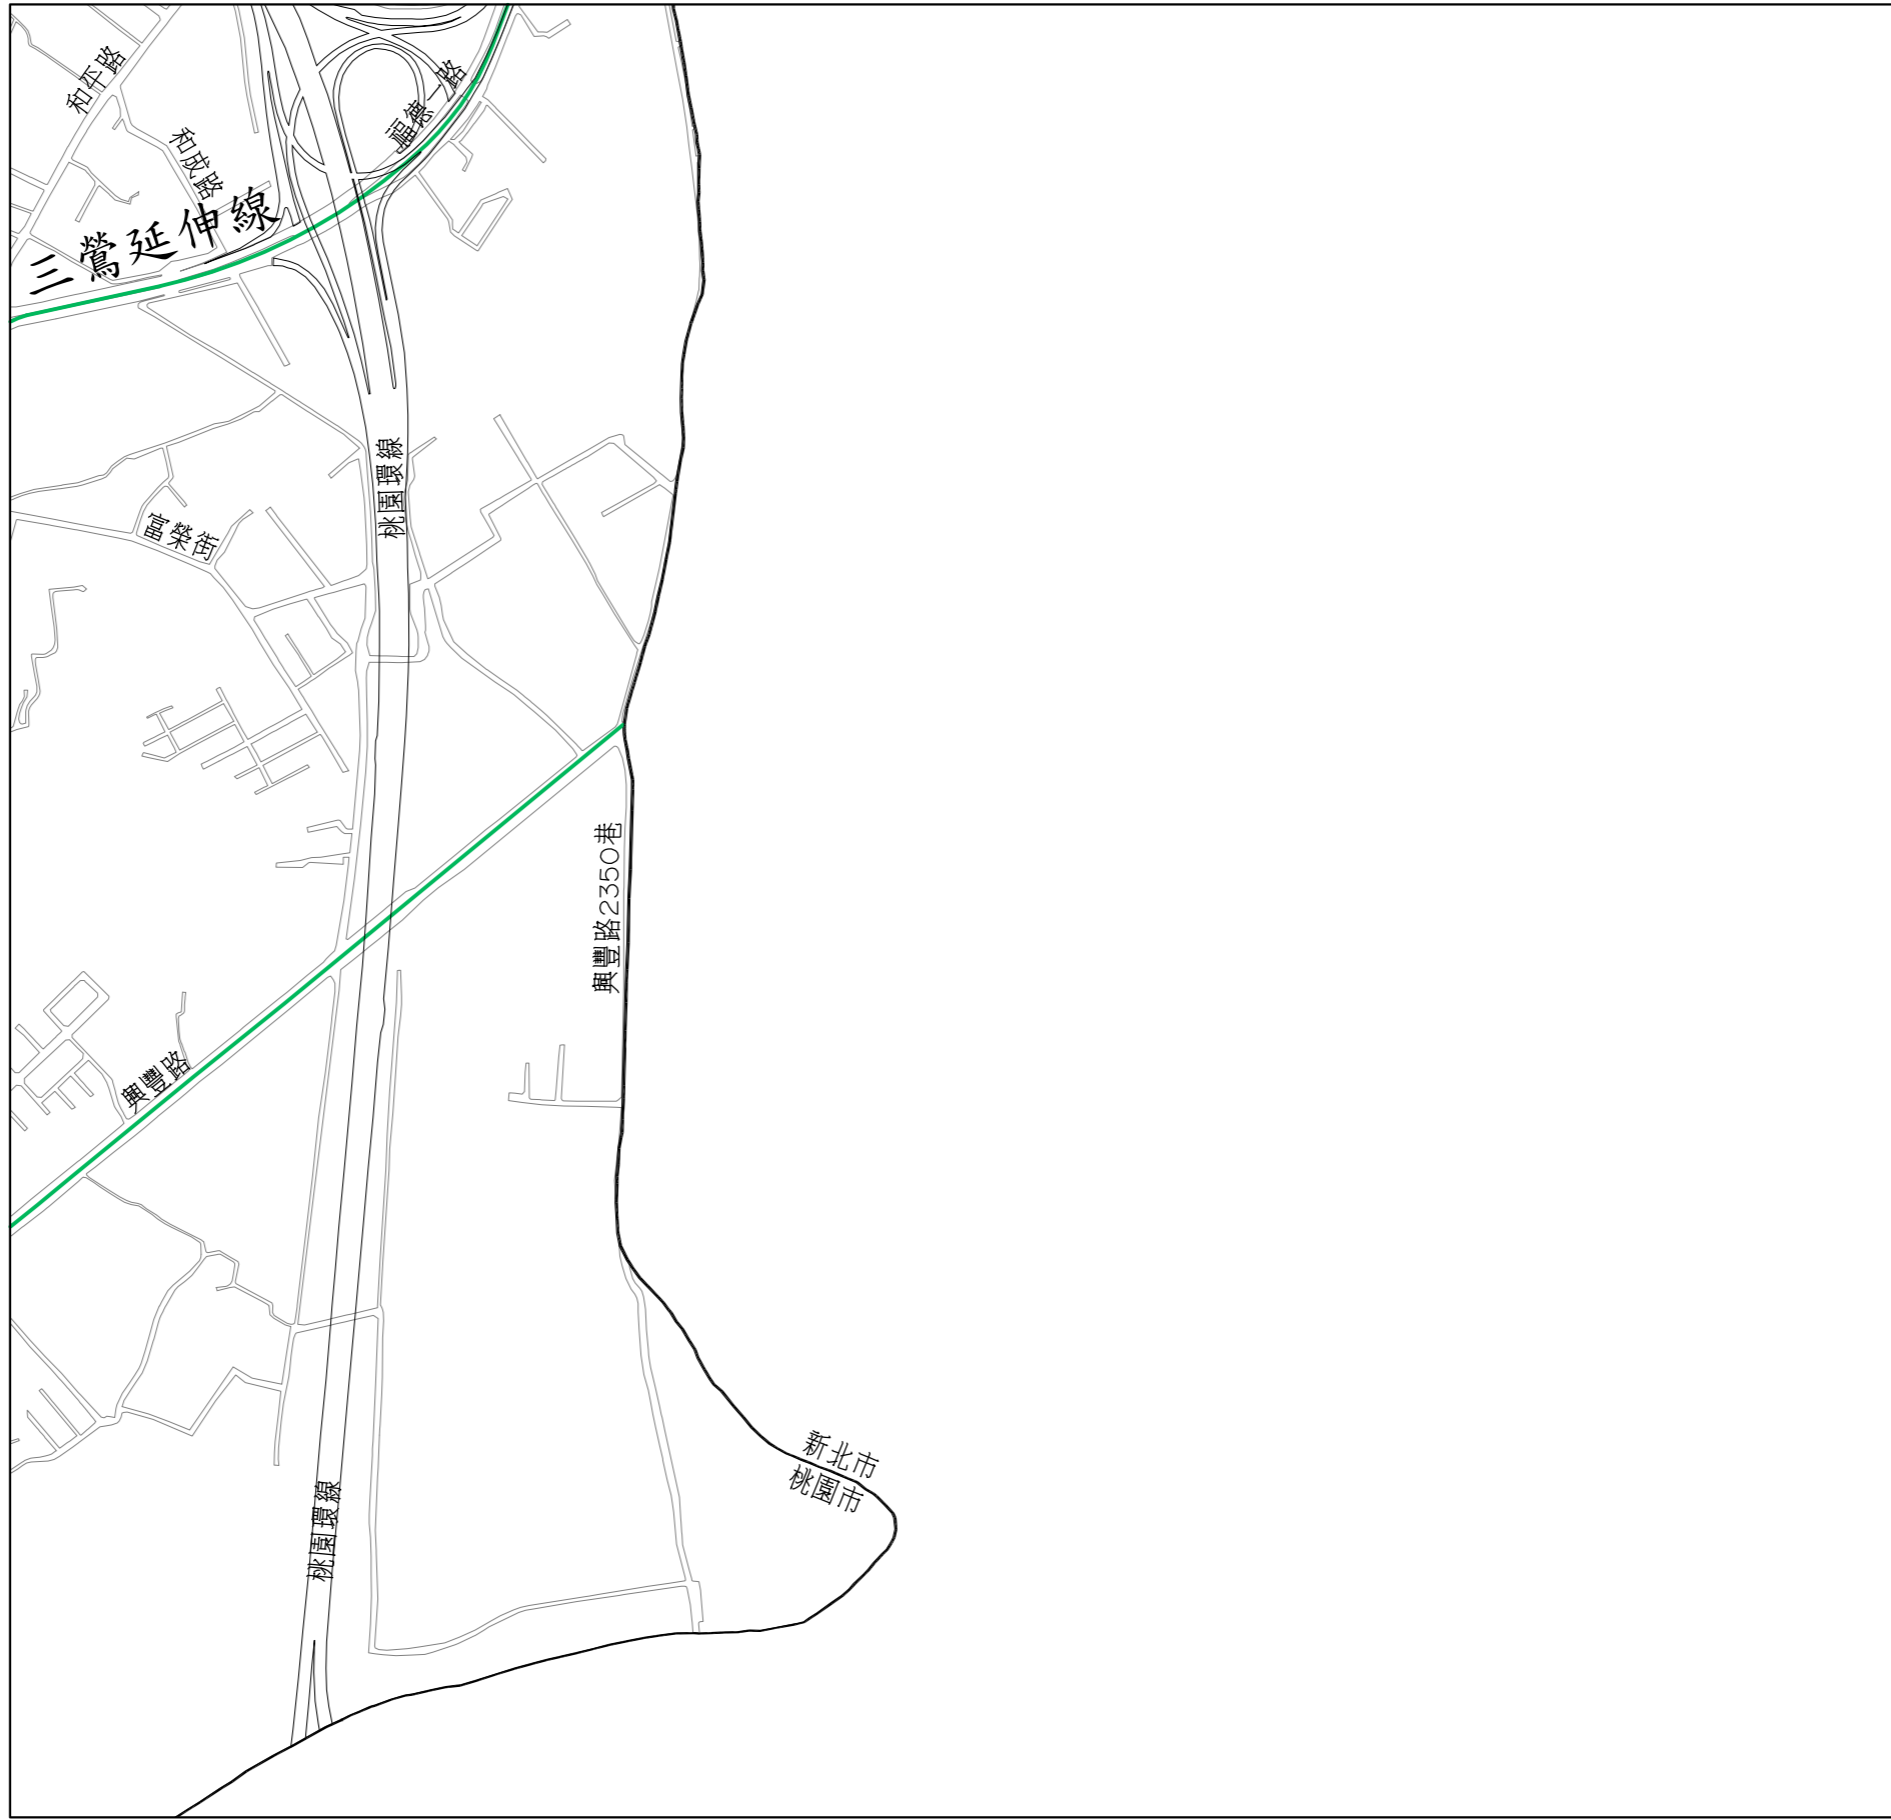 和平路
福德一路
和成路
三鶯延伸線
桃園環線
富榮街
興豐路2350巷
興豐路
新北市
桃園市
桃園環線